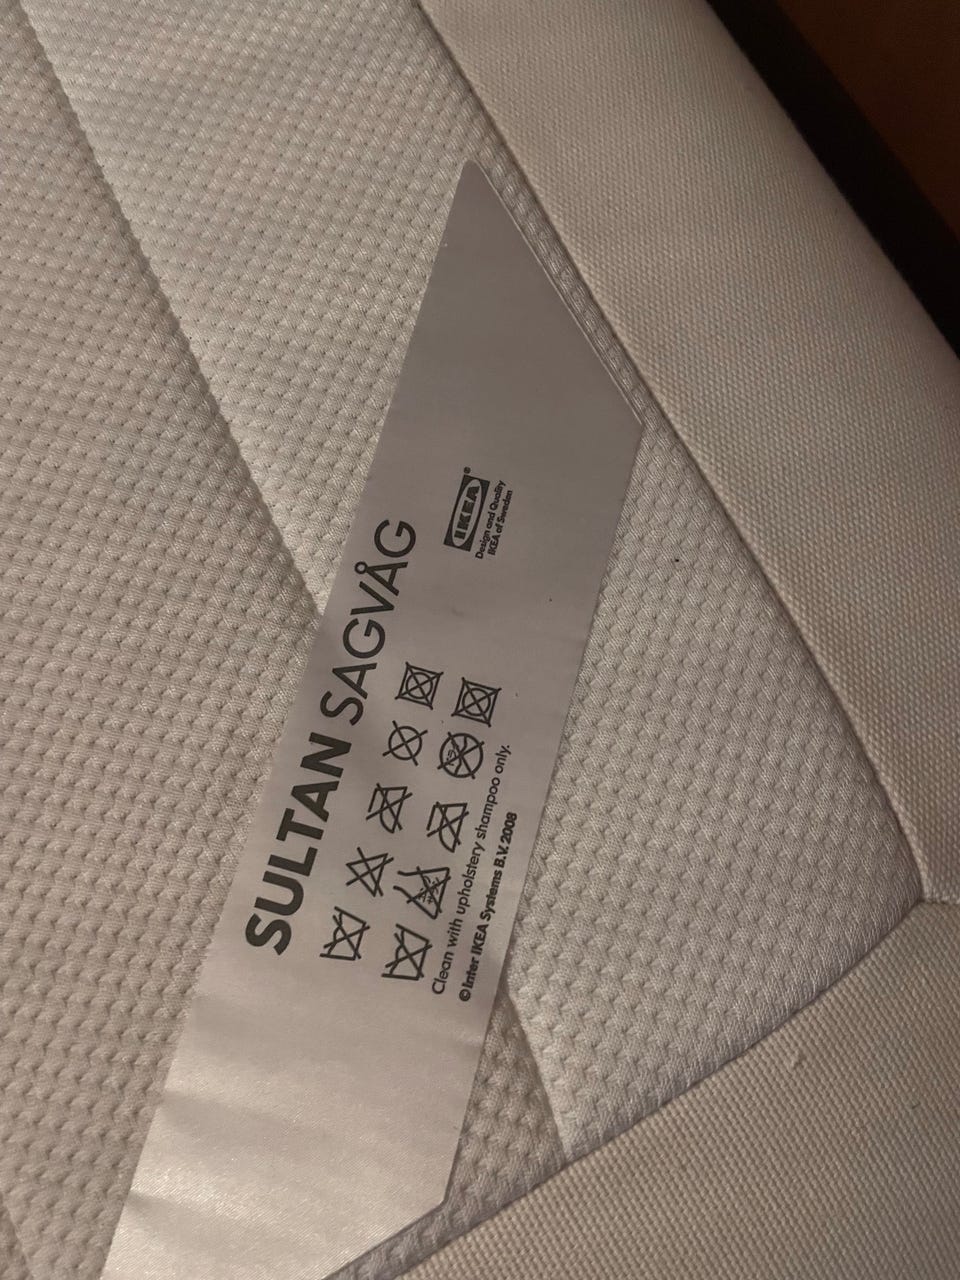 SULTAN SAGVÅG
IKEA®
Design and Quality
IKEA of Sweden
Clean with upholstery shampoo only.
©Inter IKEA Systems B.V. 2008